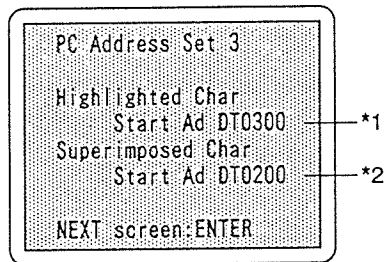 PC Address Set 3
Highlighted Char
Start Ad DT0300
*1
Superimposed Char
Start Ad DT0200
*2
NEXT screen:ENTER